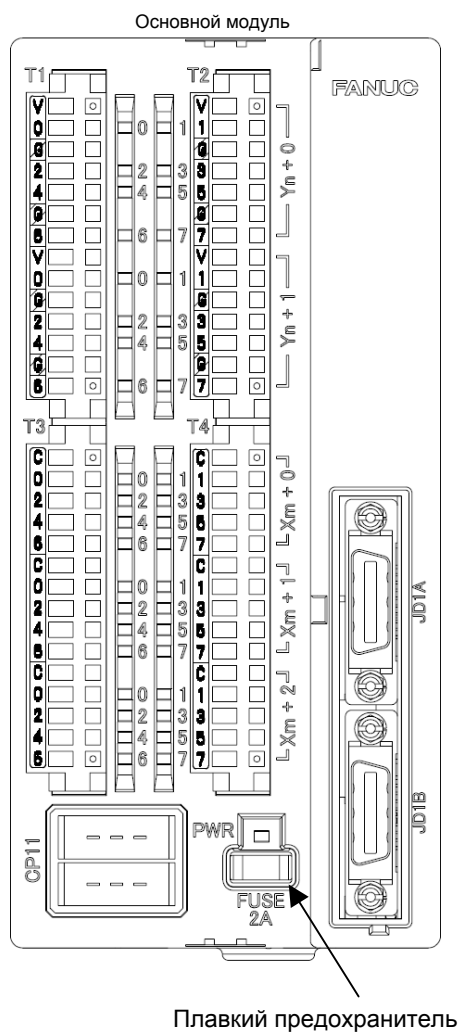 Основной модуль
T1 T2
FANUC
V V
0 0 1 1
G G
2 2 3 3
4 4 5 5
G G
6 6 7 7
Yn + 0
V V
0 0 1 1
G G
2 2 3 3
4 4 5 5
G G
6 6 7 7
Yn + 1
T3 T4
C C
0 0 1 1
2 2 3 3
4 4 5 5
6 6 7 7
Xm + 0
C C
0 0 1 1
2 2 3 3
4 4 5 5
6 6 7 7
Xm + 1
C C
0 0 1 1
2 2 3 3
4 4 5 5
6 6 7 7
Xm + 2
JD1A
JD1B
CP11
PWR
FUSE
2A
Плавкий предохранитель